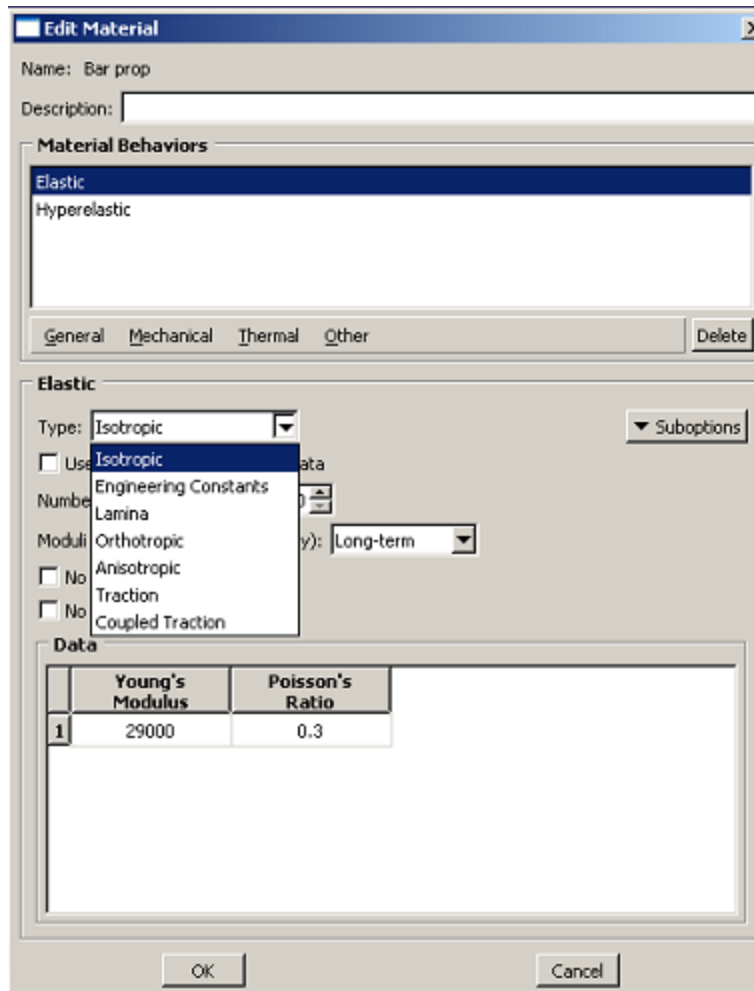 Edit Material
Name: Bar prop
Description:
Material Behaviors
Elastic
Hyperelastic
General Mechanical Thermal Other Delete
Elastic
Type: Isotropic Suboptions
Isotropic
Engineering Constants
Lamina
Orthotropic
Anisotropic
Traction
Coupled Traction
Use ata
Numbe
Moduli y): Long-term
No
No
Data
Young's Modulus Poisson's Ratio
1 29000 0.3
OK Cancel